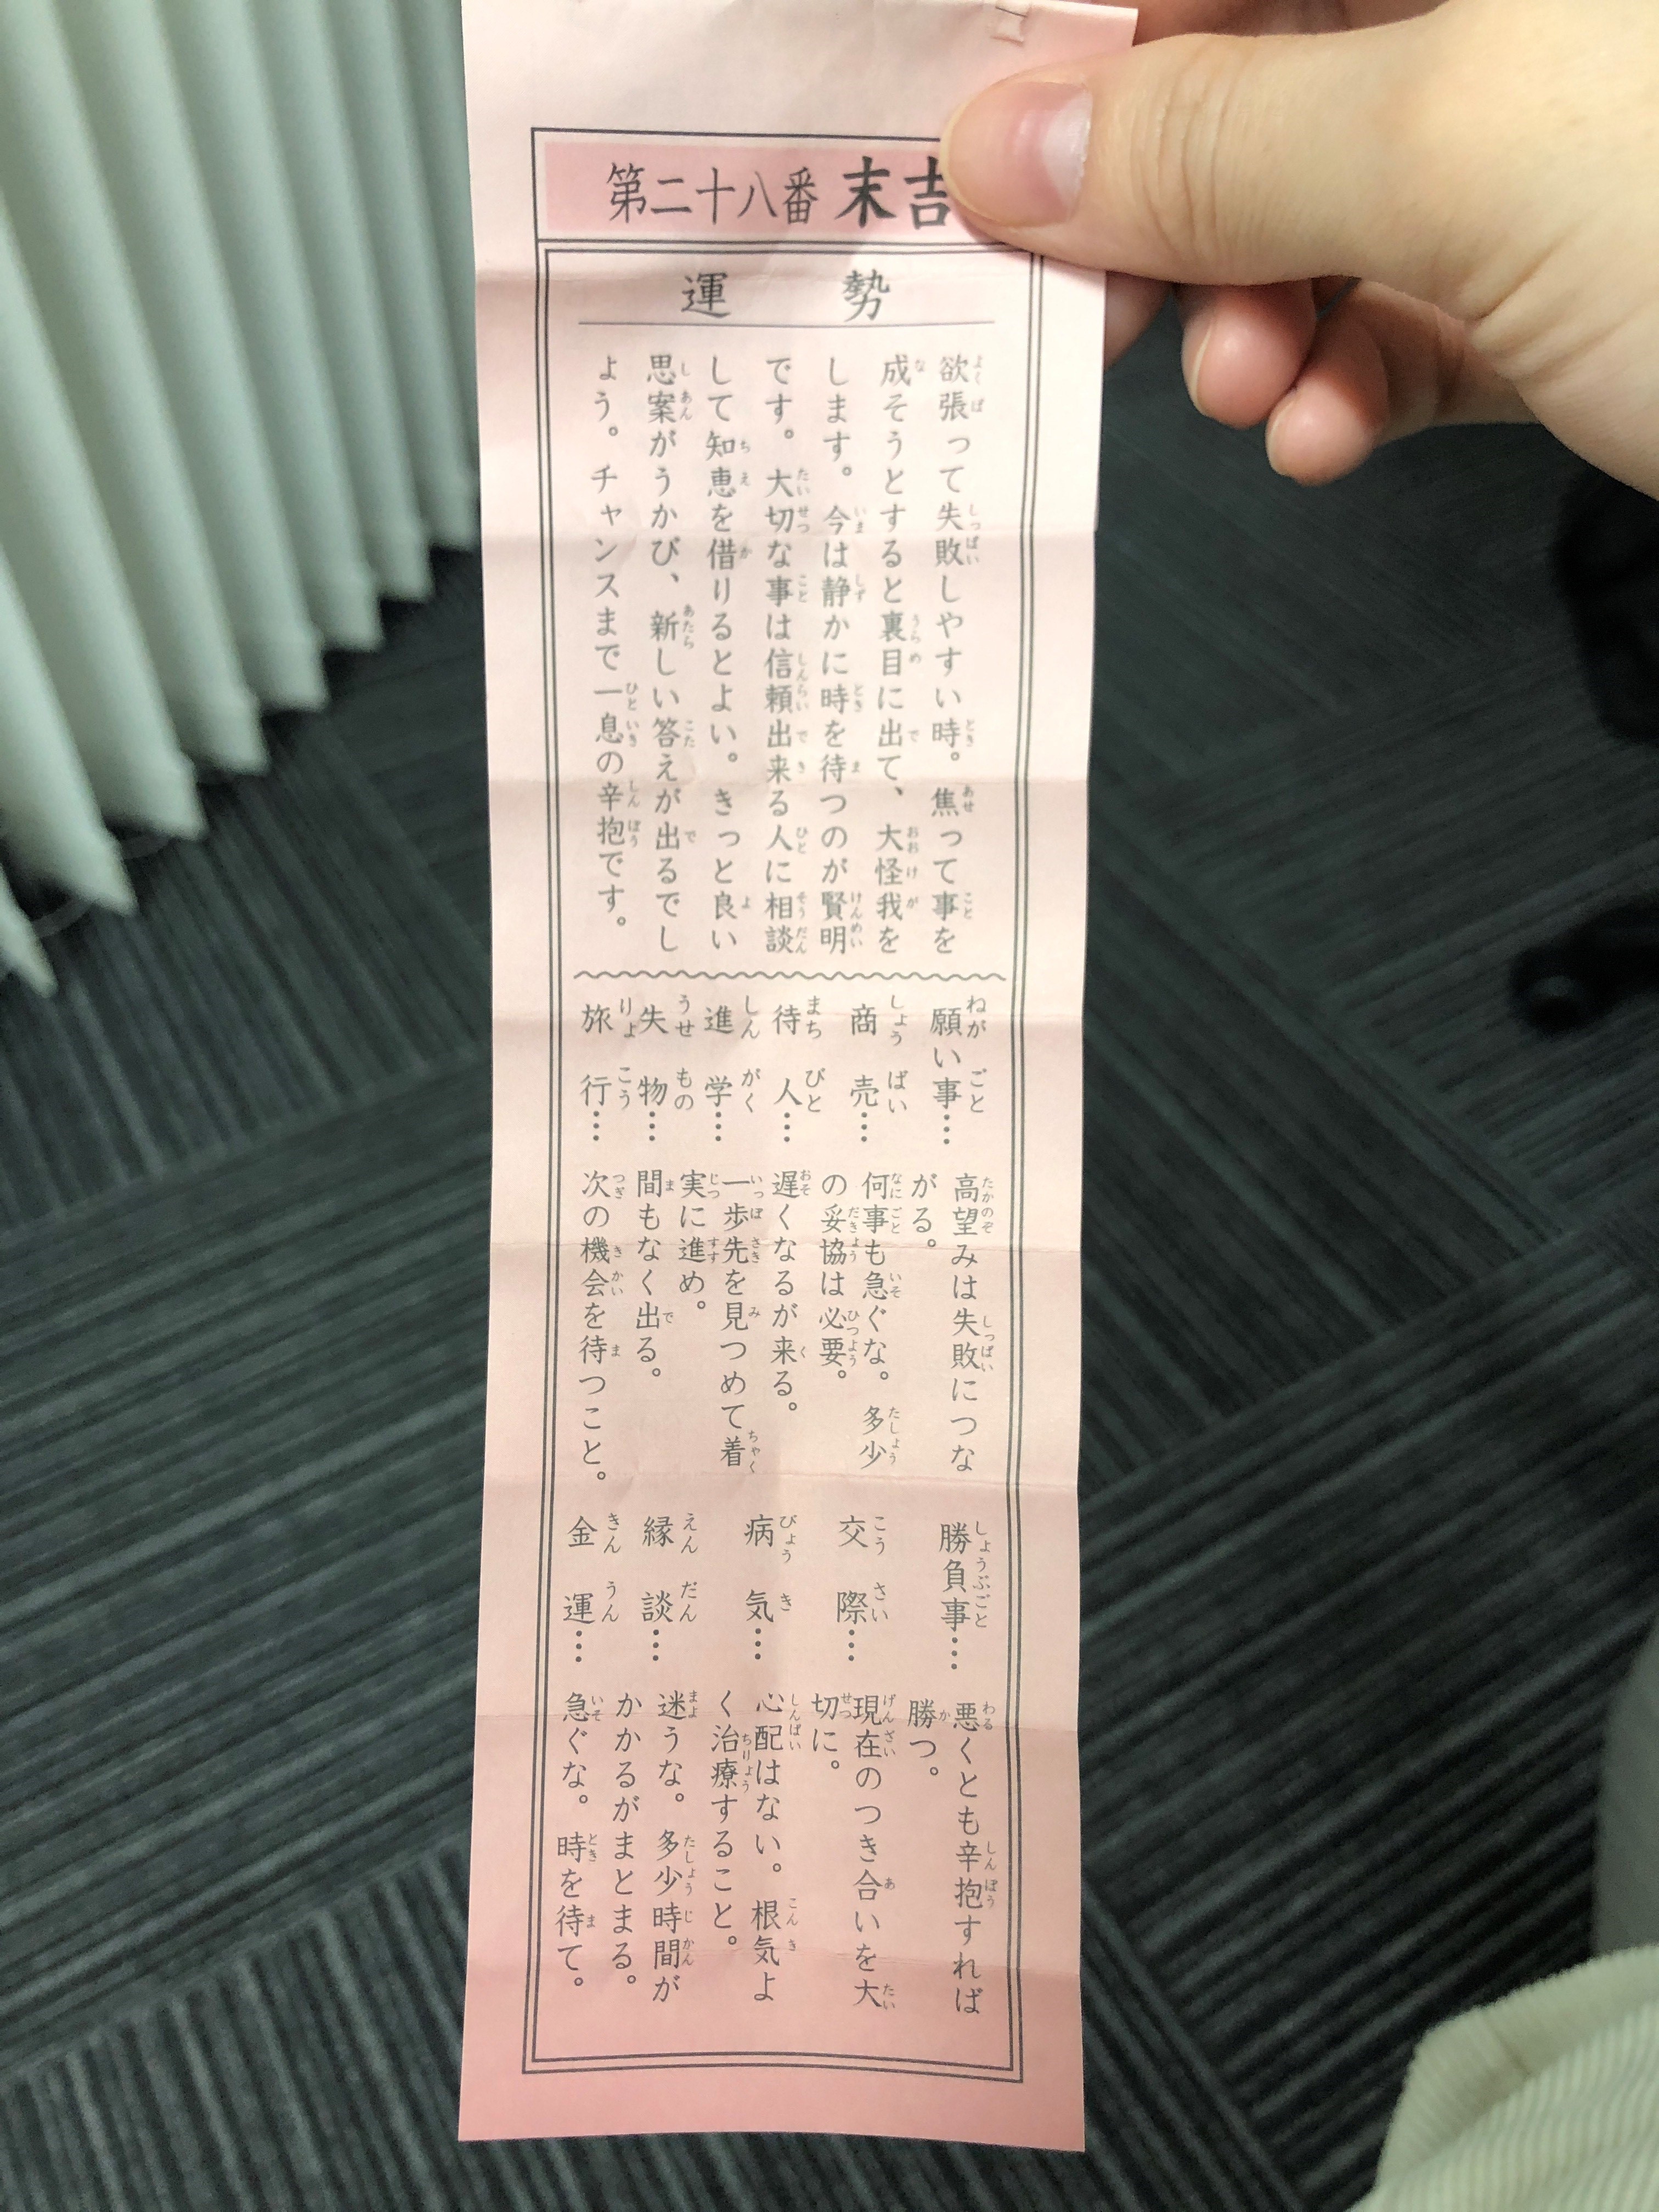 第二十八番 末吉
運勢
欲張って失敗しやすい時。焦って事を
成そうとすると裏目に出て、大怪我を
します。今は静かに時を待つのが賢明
です。大切な事は信頼出来る人に相談
して知恵を借りるとよい。きっと良い
思案がうかび、新しい答えが出るでし
ょう。チャンスまで一息の辛抱です。
願い事…
高望みは失敗につな
がる。
商売…
何事も急ぐな。多少
の妥協は必要。
待人…
遅くなるが来る。
進学…
一歩先を見つめて着
実に進め。
失物…
間もなく出る。
旅行…
次の機会を待つこと。
勝負事…
悪くとも辛抱すれば
勝つ。
交際…
現在のつき合いを大
切に。
病気…
心配はない。根気よ
く治療すること。
縁談…
迷うな。多少時間が
かかるがまとまる。
金運…
急ぐな。時を待て。